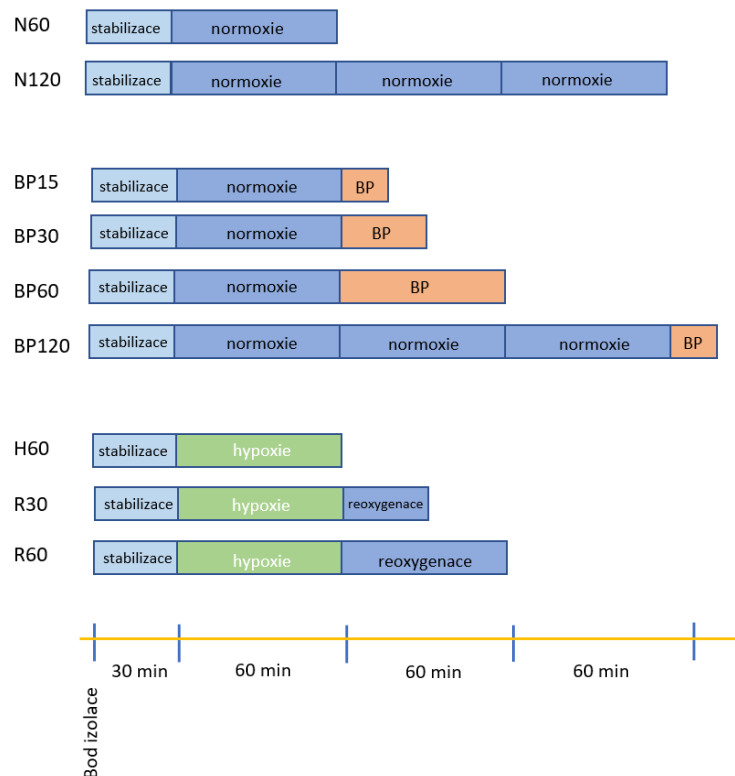 N60 stabilizace normoxie
N120 stabilizace normoxie normoxie normoxie
BP15 stabilizace normoxie BP
BP30 stabilizace normoxie BP
BP60 stabilizace normoxie BP
BP120 stabilizace normoxie normoxie normoxie BP
H60 stabilizace hypoxie
R30 stabilizace hypoxie reoxygenace
R60 stabilizace hypoxie reoxygenace
30 min 60 min 60 min 60 min
Bod izolace